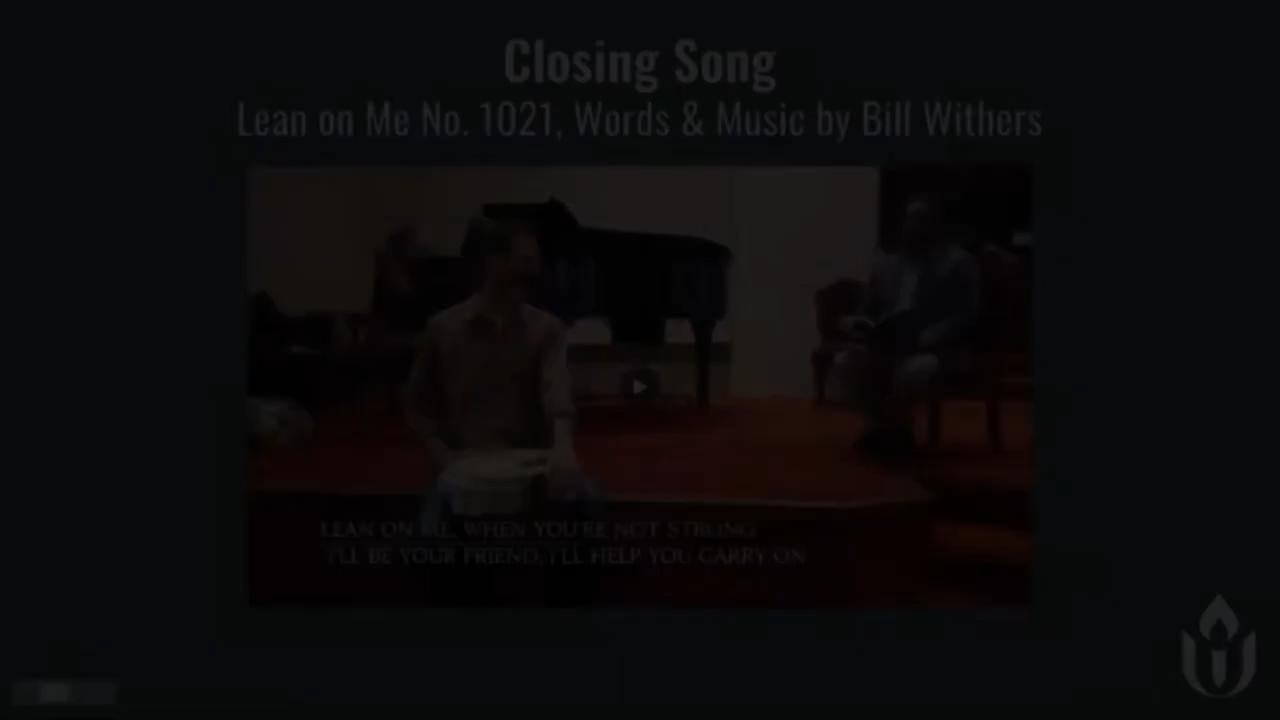 Closing Song
Lean on Me No. 1021, Words & Music by Bill Withers
LEAN ON ME, WHEN YOU'RE NOT STRONG
I'LL BE YOUR FRIEND, I'LL HELP YOU CARRY ON